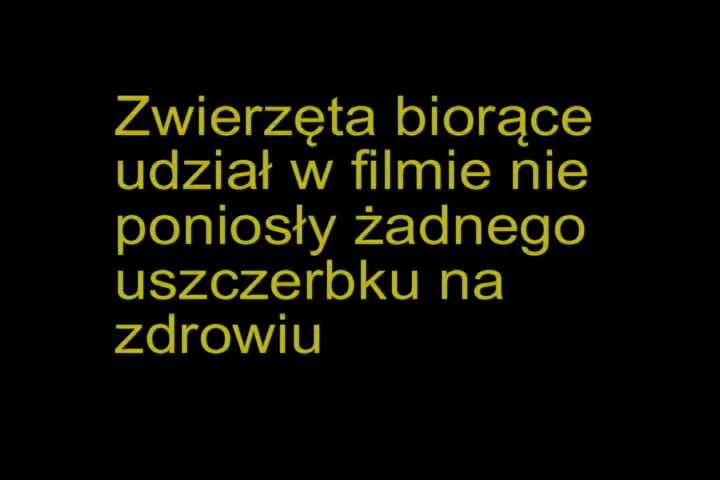 Zwierzęta biorące
udział w filmie nie
poniosły żadnego
uszczerbku na
zdrowiu